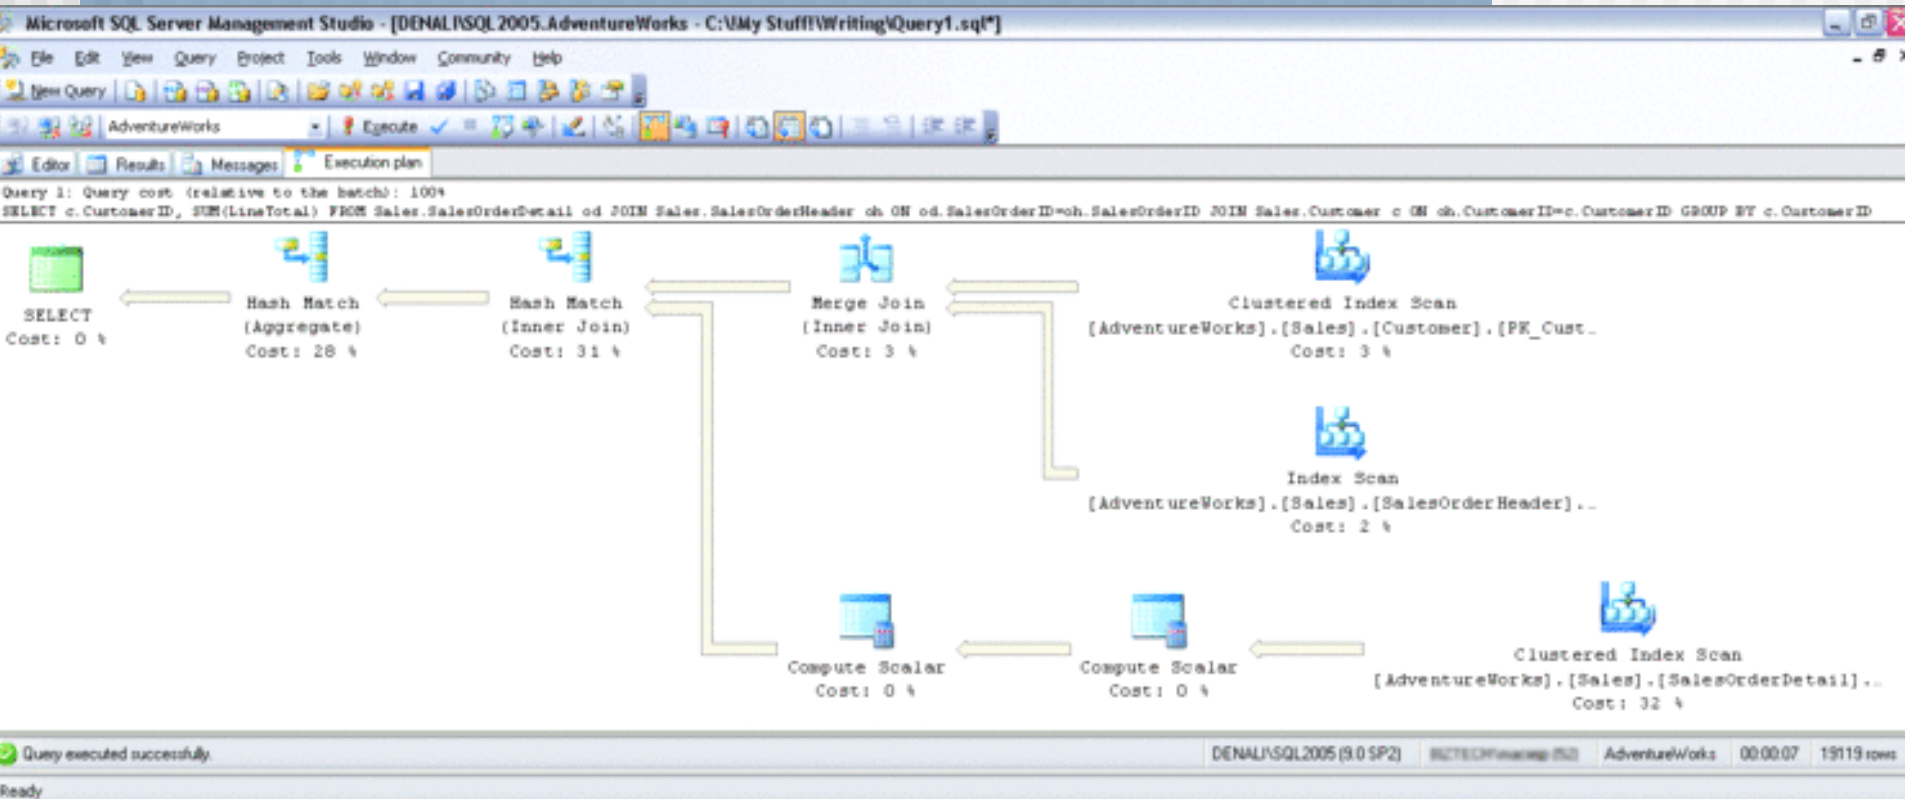 Microsoft SQL Server Management Studio - [DENALI\SQL2005.AdventureWorks - C:\!My Stuff!\Writing\Query1.sql*]
File Edit View Query Project Tools Window Community Help
New Query
AdventureWorks Execute
Editor Results Messages Execution plan
Query 1: Query cost (relative to the batch): 100%
SELECT c.CustomerID, SUM(LineTotal) FROM Sales.SalesOrderDetail od JOIN Sales.SalesOrderHeader oh ON od.SalesOrderID=oh.SalesOrderID JOIN Sales.Customer c ON oh.CustomerID=c.CustomerID GROUP BY c.CustomerID
SELECT
Cost: 0 %
Hash Match
(Aggregate)
Cost: 28 %
Hash Match
(Inner Join)
Cost: 31 %
Merge Join
(Inner Join)
Cost: 3 %
Clustered Index Scan
[AdventureWorks].[Sales].[Customer].[PK_Cust…
Cost: 3 %
Index Scan
[AdventureWorks].[Sales].[SalesOrderHeader]…
Cost: 2 %
Compute Scalar
Cost: 0 %
Compute Scalar
Cost: 0 %
Clustered Index Scan
[AdventureWorks].[Sales].[SalesOrderDetail]…
Cost: 32 %
Query executed successfully. DENALI\SQL2005 (9.0 SP2) AdventureWorks 00:00:07 19119 rows
Ready